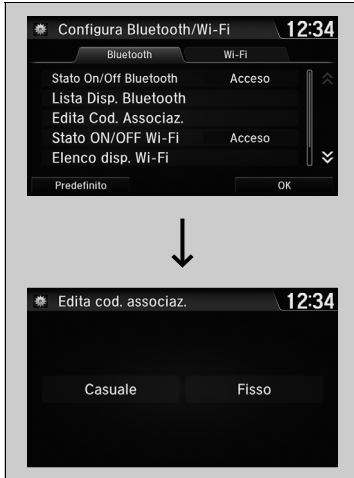 Configura Bluetooth/Wi-Fi 12:34
Bluetooth Wi-Fi
Stato On/Off Bluetooth Acceso
Lista Disp. Bluetooth
Edita Cod. Associaz.
Stato ON/OFF Wi-Fi Acceso
Elenco disp. Wi-Fi
Predefinito OK
Edita cod. associaz. 12:34
Casuale Fisso